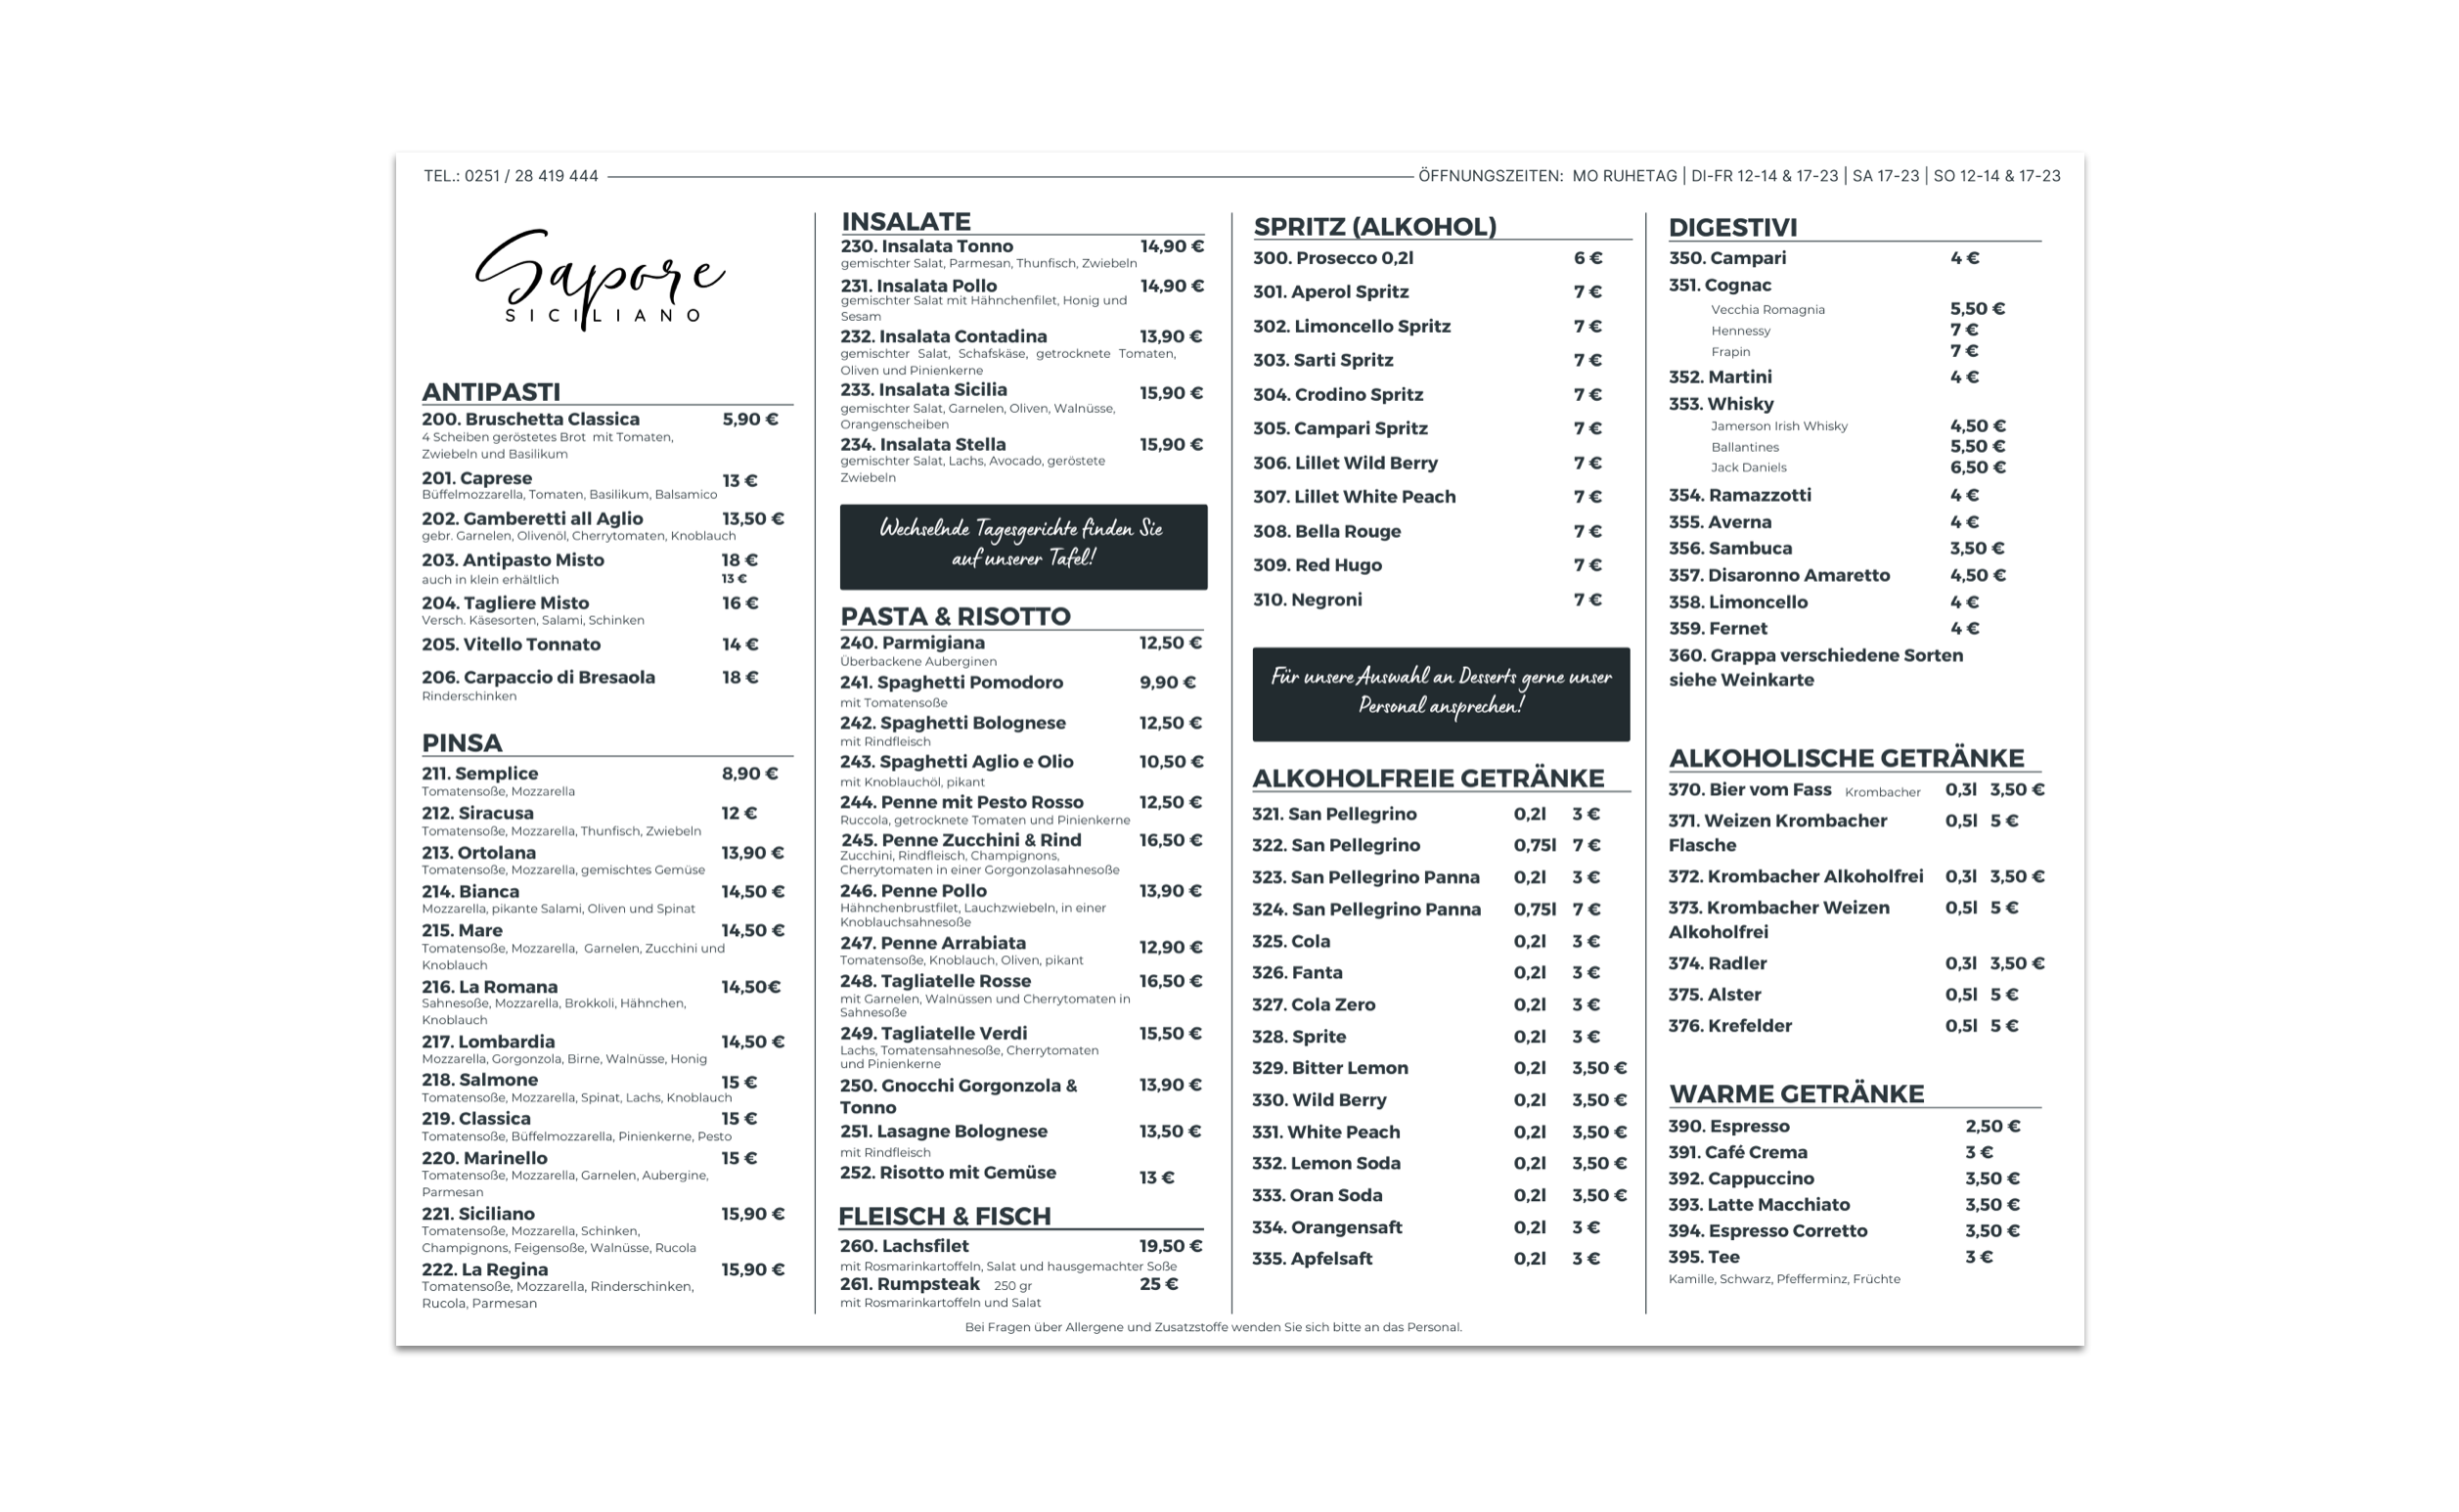 TEL.: 0251 / 28 419 444
ÖFFNUNGSZEITEN: MO RUHETAG | DI-FR 12-14 & 17-23 | SA 17-23 | SO 12-14 & 17-23
Sapore
SICILIANO
ANTIPASTI
200. Bruschetta Classica 5,90 €
4 Scheiben geröstetes Brot mit Tomaten,
Zwiebeln und Basilikum
201. Caprese 13 €
Büffelmozzarella, Tomaten, Basilikum, Balsamico
202. Gamberetti all Aglio 13,50 €
gebr. Garnelen, Olivenöl, Cherrytomaten, Knoblauch
203. Antipasto Misto 18 €
auch in klein erhältlich 13 €
204. Tagliere Misto 16 €
Versch. Käsesorten, Salami, Schinken
205. Vitello Tonnato 14 €
206. Carpaccio di Bresaola 18 €
Rinderschinken
PINSA
211. Semplice 8,90 €
Tomatensoße, Mozzarella
212. Siracusa 12 €
Tomatensoße, Mozzarella, Thunfisch, Zwiebeln
213. Ortolana 13,90 €
Tomatensoße, Mozzarella, gemischtes Gemüse
214. Bianca 14,50 €
Mozzarella, pikante Salami, Oliven und Spinat
215. Mare 14,50 €
Tomatensoße, Mozzarella, Garnelen, Zucchini und
Knoblauch
216. La Romana 14,50€
Sahnesoße, Mozzarella, Brokkoli, Hähnchen,
Knoblauch
217. Lombardia 14,50 €
Mozzarella, Gorgonzola, Birne, Walnüsse, Honig
218. Salmone 15 €
Tomatensoße, Mozzarella, Spinat, Lachs, Knoblauch
219. Classica 15 €
Tomatensoße, Büffelmozzarella, Pinienkerne, Pesto
220. Marinello 15 €
Tomatensoße, Mozzarella, Garnelen, Aubergine,
Parmesan
221. Siciliano 15,90 €
Tomatensoße, Mozzarella, Schinken,
Champignons, Feigensoße, Walnüsse, Rucola
222. La Regina 15,90 €
Tomatensoße, Mozzarella, Rinderschinken,
Rucola, Parmesan
INSALATE
230. Insalata Tonno 14,90 €
gemischter Salat, Parmesan, Thunfisch, Zwiebeln
231. Insalata Pollo 14,90 €
gemischter Salat mit Hähnchenfilet, Honig und
Sesam
232. Insalata Contadina 13,90 €
gemischter Salat, Schafskäse, getrocknete Tomaten,
Oliven und Pinienkerne
233. Insalata Sicilia 15,90 €
gemischter Salat, Garnelen, Oliven, Walnüsse,
Orangenscheiben
234. Insalata Stella 15,90 €
gemischter Salat, Lachs, Avocado, geröstete
Zwiebeln
Wechselnde Tagesgerichte finden Sie
auf unserer Tafel!
PASTA & RISOTTO
240. Parmigiana 12,50 €
Überbackene Auberginen
241. Spaghetti Pomodoro 9,90 €
mit Tomatensoße
242. Spaghetti Bolognese 12,50 €
mit Rindfleisch
243. Spaghetti Aglio e Olio 10,50 €
mit Knoblauchöl, pikant
244. Penne mit Pesto Rosso 12,50 €
Ruccola, getrocknete Tomaten und Pinienkerne
245. Penne Zucchini & Rind 16,50 €
Zucchini, Rindfleisch, Champignons,
Cherrytomaten in einer Gorgonzolasahnesoße
246. Penne Pollo 13,90 €
Hähnchenbrustfilet, Lauchzwiebeln, in einer
Knoblauchsahnesoße
247. Penne Arrabiata 12,90 €
Tomatensoße, Knoblauch, Oliven, pikant
248. Tagliatelle Rosse 16,50 €
mit Garnelen, Walnüssen und Cherrytomaten in
Sahnesoße
249. Tagliatelle Verdi 15,50 €
Lachs, Tomatensahnesoße, Cherrytomaten
und Pinienkerne
250. Gnocchi Gorgonzola & 13,90 €
Tonno
251. Lasagne Bolognese 13,50 €
mit Rindfleisch
252. Risotto mit Gemüse 13 €
FLEISCH & FISCH
260. Lachsfilet 19,50 €
mit Rosmarinkartoffeln, Salat und hausgemachter Soße
261. Rumpsteak 250 gr 25 €
mit Rosmarinkartoffeln und Salat
SPRITZ (ALKOHOL)
300. Prosecco 0,2l 6 €
301. Aperol Spritz 7 €
302. Limoncello Spritz 7 €
303. Sarti Spritz 7 €
304. Crodino Spritz 7 €
305. Campari Spritz 7 €
306. Lillet Wild Berry 7 €
307. Lillet White Peach 7 €
308. Bella Rouge 7 €
309. Red Hugo 7 €
310. Negroni 7 €
Für unsere Auswahl an Desserts gerne unser
Personal ansprechen!
ALKOHOLFREIE GETRÄNKE
321. San Pellegrino 0,2l 3 €
322. San Pellegrino 0,75l 7 €
323. San Pellegrino Panna 0,2l 3 €
324. San Pellegrino Panna 0,75l 7 €
325. Cola 0,2l 3 €
326. Fanta 0,2l 3 €
327. Cola Zero 0,2l 3 €
328. Sprite 0,2l 3 €
329. Bitter Lemon 0,2l 3,50 €
330. Wild Berry 0,2l 3,50 €
331. White Peach 0,2l 3,50 €
332. Lemon Soda 0,2l 3,50 €
333. Oran Soda 0,2l 3,50 €
334. Orangensaft 0,2l 3 €
335. Apfelsaft 0,2l 3 €
DIGESTIVI
350. Campari 4 €
351. Cognac
Vecchia Romagnia 5,50 €
Hennessy 7 €
Frapin 7 €
352. Martini 4 €
353. Whisky
Jamerson Irish Whisky 4,50 €
Ballantines 5,50 €
Jack Daniels 6,50 €
354. Ramazzotti 4 €
355. Averna 4 €
356. Sambuca 3,50 €
357. Disaronno Amaretto 4,50 €
358. Limoncello 4 €
359. Fernet 4 €
360. Grappa verschiedene Sorten
siehe Weinkarte
ALKOHOLISCHE GETRÄNKE
370. Bier vom Fass Krombacher 0,3l 3,50 €
371. Weizen Krombacher 0,5l 5 €
Flasche
372. Krombacher Alkoholfrei 0,3l 3,50 €
373. Krombacher Weizen 0,5l 5 €
Alkoholfrei
374. Radler 0,3l 3,50 €
375. Alster 0,5l 5 €
376. Krefelder 0,5l 5 €
WARME GETRÄNKE
390. Espresso 2,50 €
391. Café Crema 3 €
392. Cappuccino 3,50 €
393. Latte Macchiato 3,50 €
394. Espresso Corretto 3,50 €
395. Tee 3 €
Kamille, Schwarz, Pfefferminz, Früchte
Bei Fragen über Allergene und Zusatzstoffe wenden Sie sich bitte an das Personal.